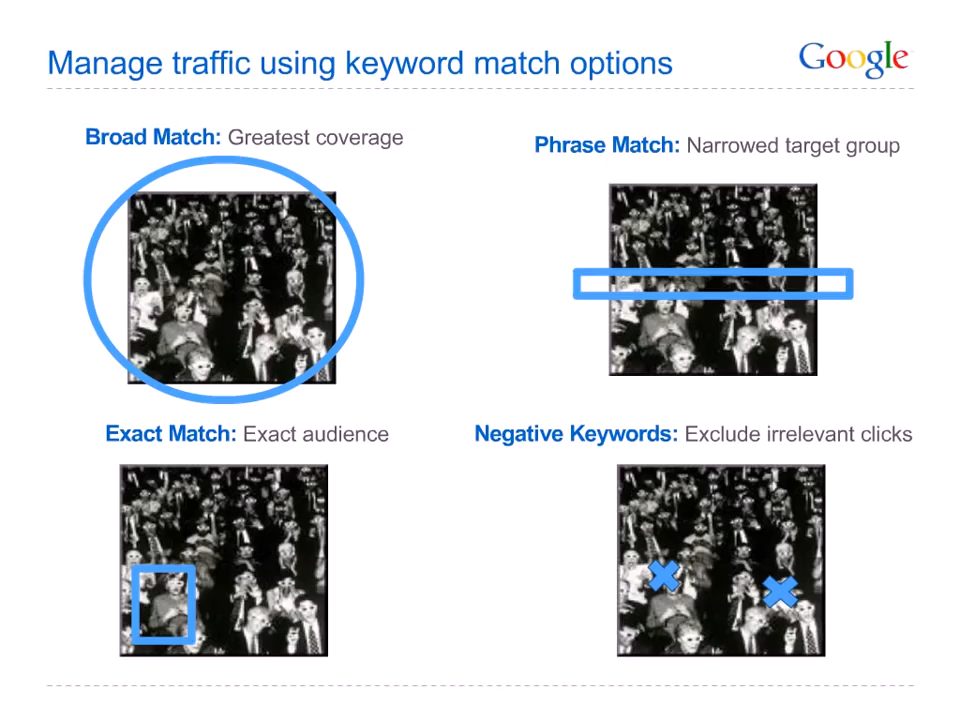 Manage traffic using keyword match options
Google
Broad Match: Greatest coverage
Phrase Match: Narrowed target group
Exact Match: Exact audience
Negative Keywords: Exclude irrelevant clicks